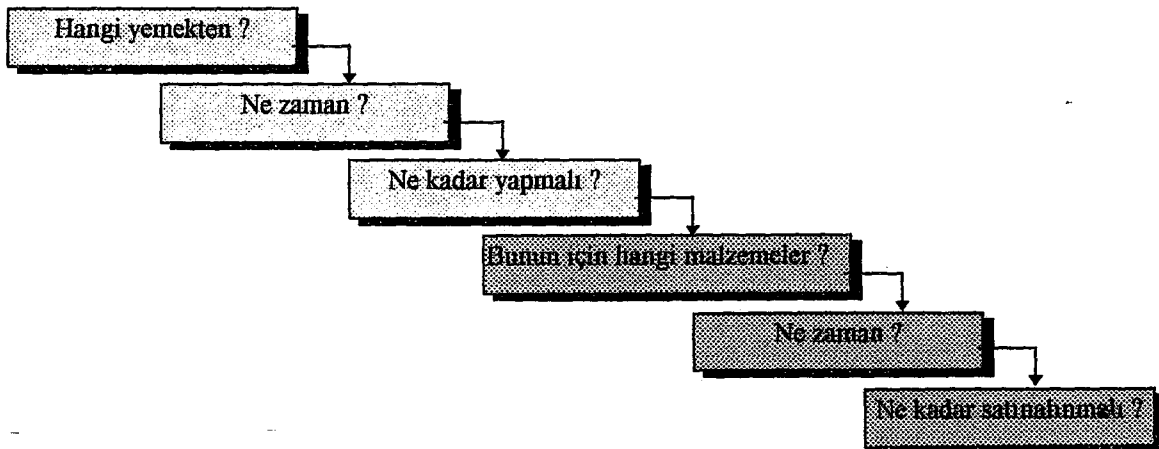 Hangi yemekten ?
Ne zaman ?
Ne kadar yapmalı ?
Bunun için hangi malzemeler ?
Ne zaman ?
Ne kadar satınalınmalı ?